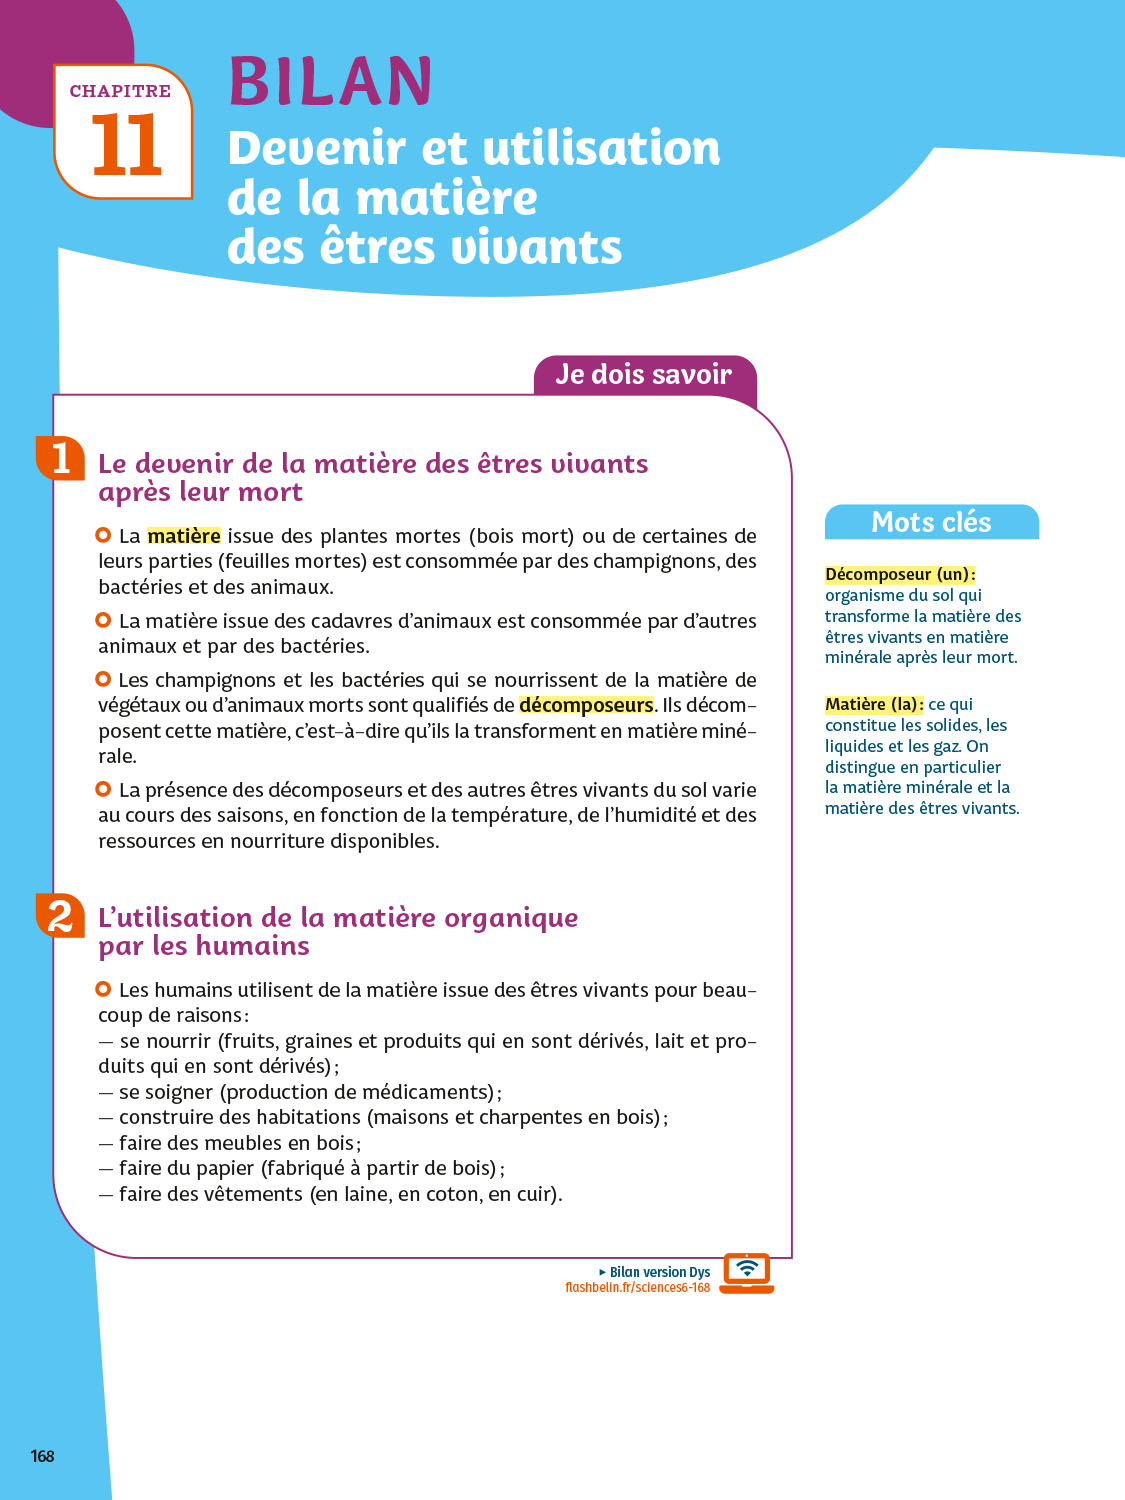 CHAPITRE
11
BILAN
Devenir et utilisation
de la matière
des êtres vivants
Je dois savoir
1
Le devenir de la matière des êtres vivants
après leur mort
La matière issue des plantes mortes (bois mort) ou de certaines de
leurs parties (feuilles mortes) est consommée par des champignons, des
bactéries et des animaux.
La matière issue des cadavres d’animaux est consommée par d’autres
animaux et par des bactéries.
Les champignons et les bactéries qui se nourrissent de la matière de
végétaux ou d’animaux morts sont qualifiés de décomposeurs. Ils décom-
posent cette matière, c’est-à-dire qu’ils la transforment en matière miné-
rale.
La présence des décomposeurs et des autres êtres vivants du sol varie
au cours des saisons, en fonction de la température, de l’humidité et des
ressources en nourriture disponibles.
2
L’utilisation de la matière organique
par les humains
Les humains utilisent de la matière issue des êtres vivants pour beau-
coup de raisons :
— se nourrir (fruits, graines et produits qui en sont dérivés, lait et pro-
duits qui en sont dérivés) ;
— se soigner (production de médicaments) ;
— construire des habitations (maisons et charpentes en bois) ;
— faire des meubles en bois ;
— faire du papier (fabriqué à partir de bois) ;
— faire des vêtements (en laine, en coton, en cuir).
Mots clés
Décomposeur (un) :
organisme du sol qui
transforme la matière des
êtres vivants en matière
minérale après leur mort.
Matière (la) : ce qui
constitue les solides, les
liquides et les gaz. On
distingue en particulier
la matière minérale et la
matière des êtres vivants.
▸ Bilan version Dys
flashbelin.fr/sciences6-168
168